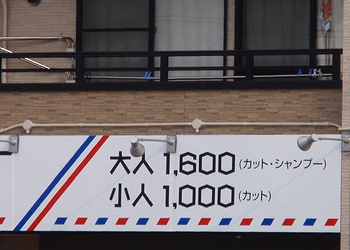 大人 1,600 (カット・シャンプー)
小人 1,000 (カット)